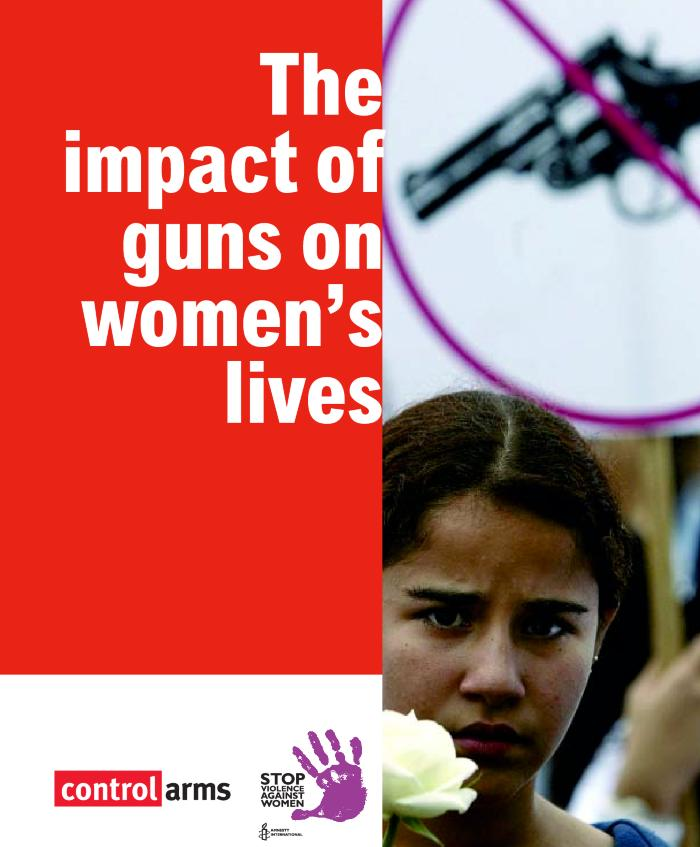 The
impact of
guns on
women’s
lives
control arms
STOP
VIOLENCE
AGAINST
WOMEN
AMNESTY
INTERNATIONAL